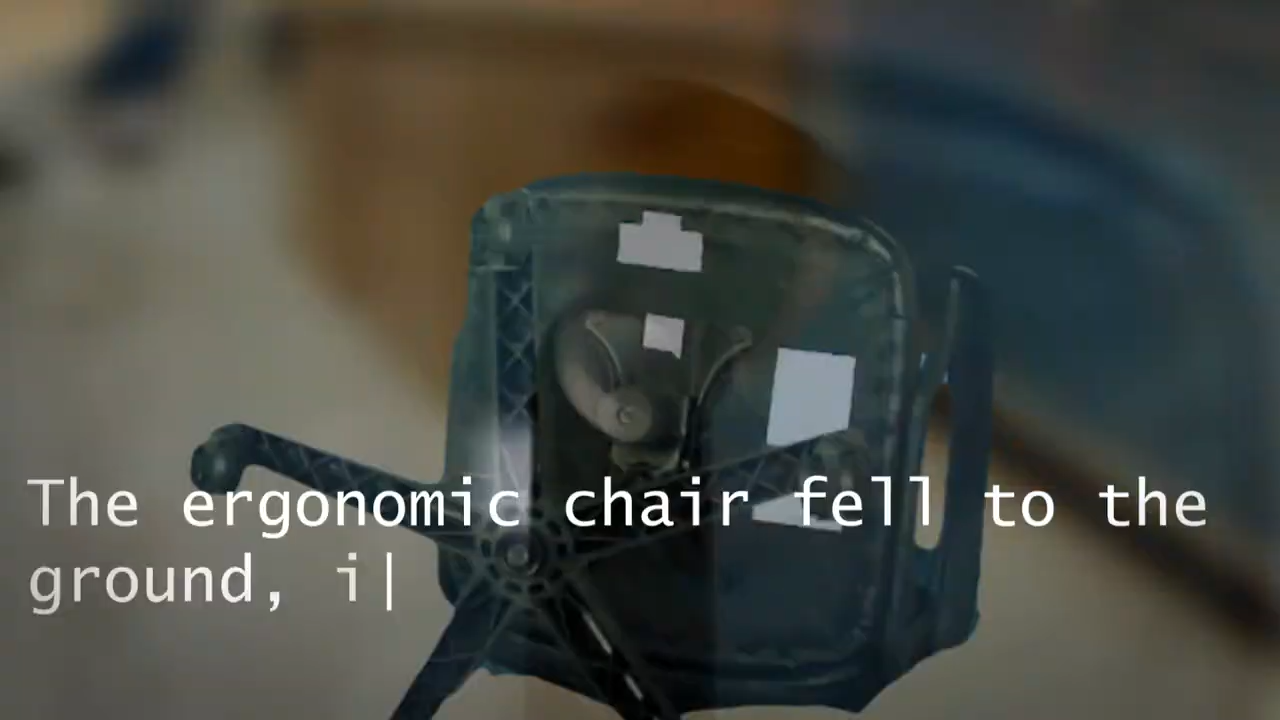 The ergonomic chair fell to the
ground, i|